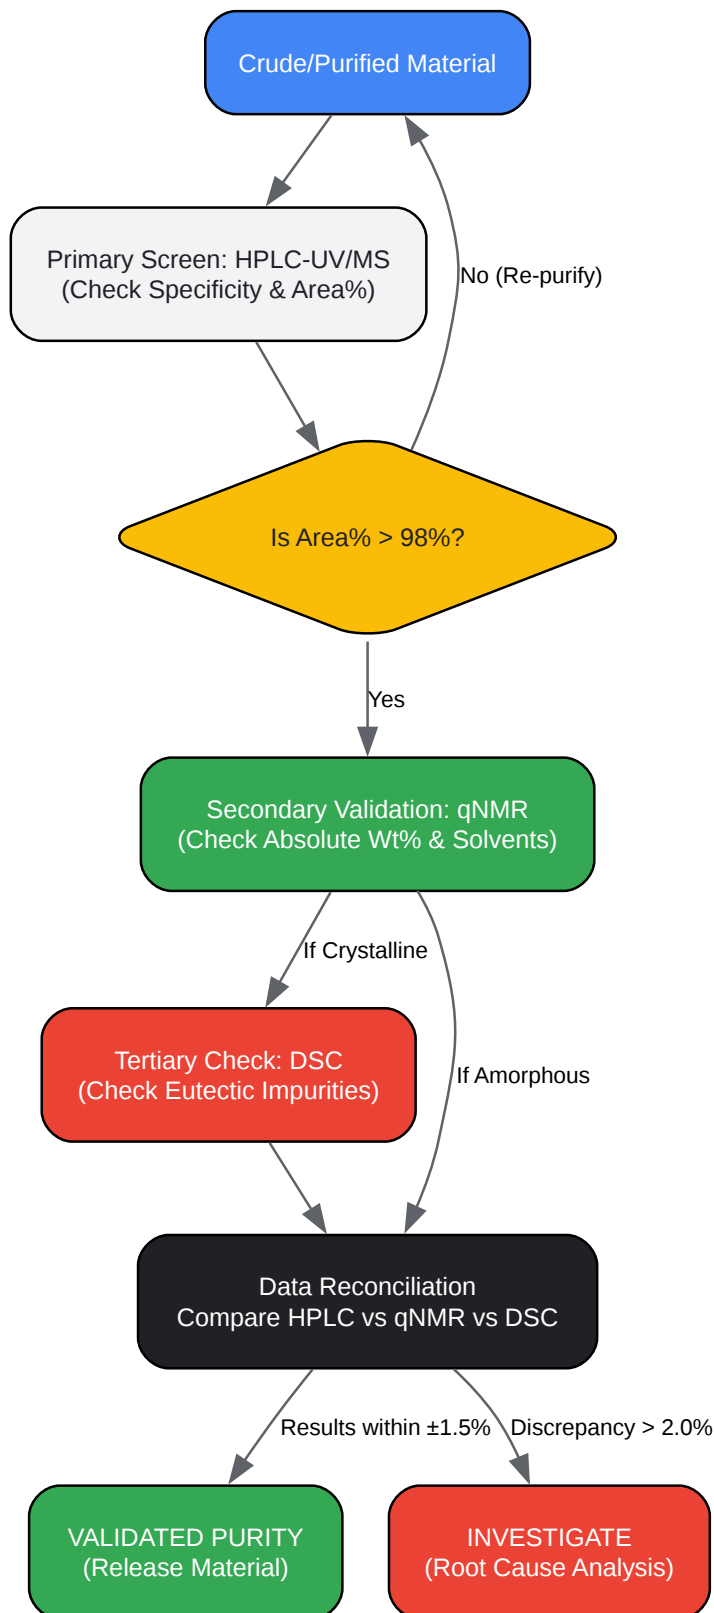 Crude/Purified Material
Primary Screen: HPLC-UV/MS
(Check Specificity & Area%)
No (Re-purify)
Is Area% > 98%?
Yes
Secondary Validation: qNMR
(Check Absolute Wt% & Solvents)
If Crystalline
Tertiary Check: DSC
(Check Eutectic Impurities)
If Amorphous
Data Reconciliation
Compare HPLC vs qNMR vs DSC
Results within ±1.5%
Discrepancy > 2.0%
VALIDATED PURITY
(Release Material)
INVESTIGATE
(Root Cause Analysis)